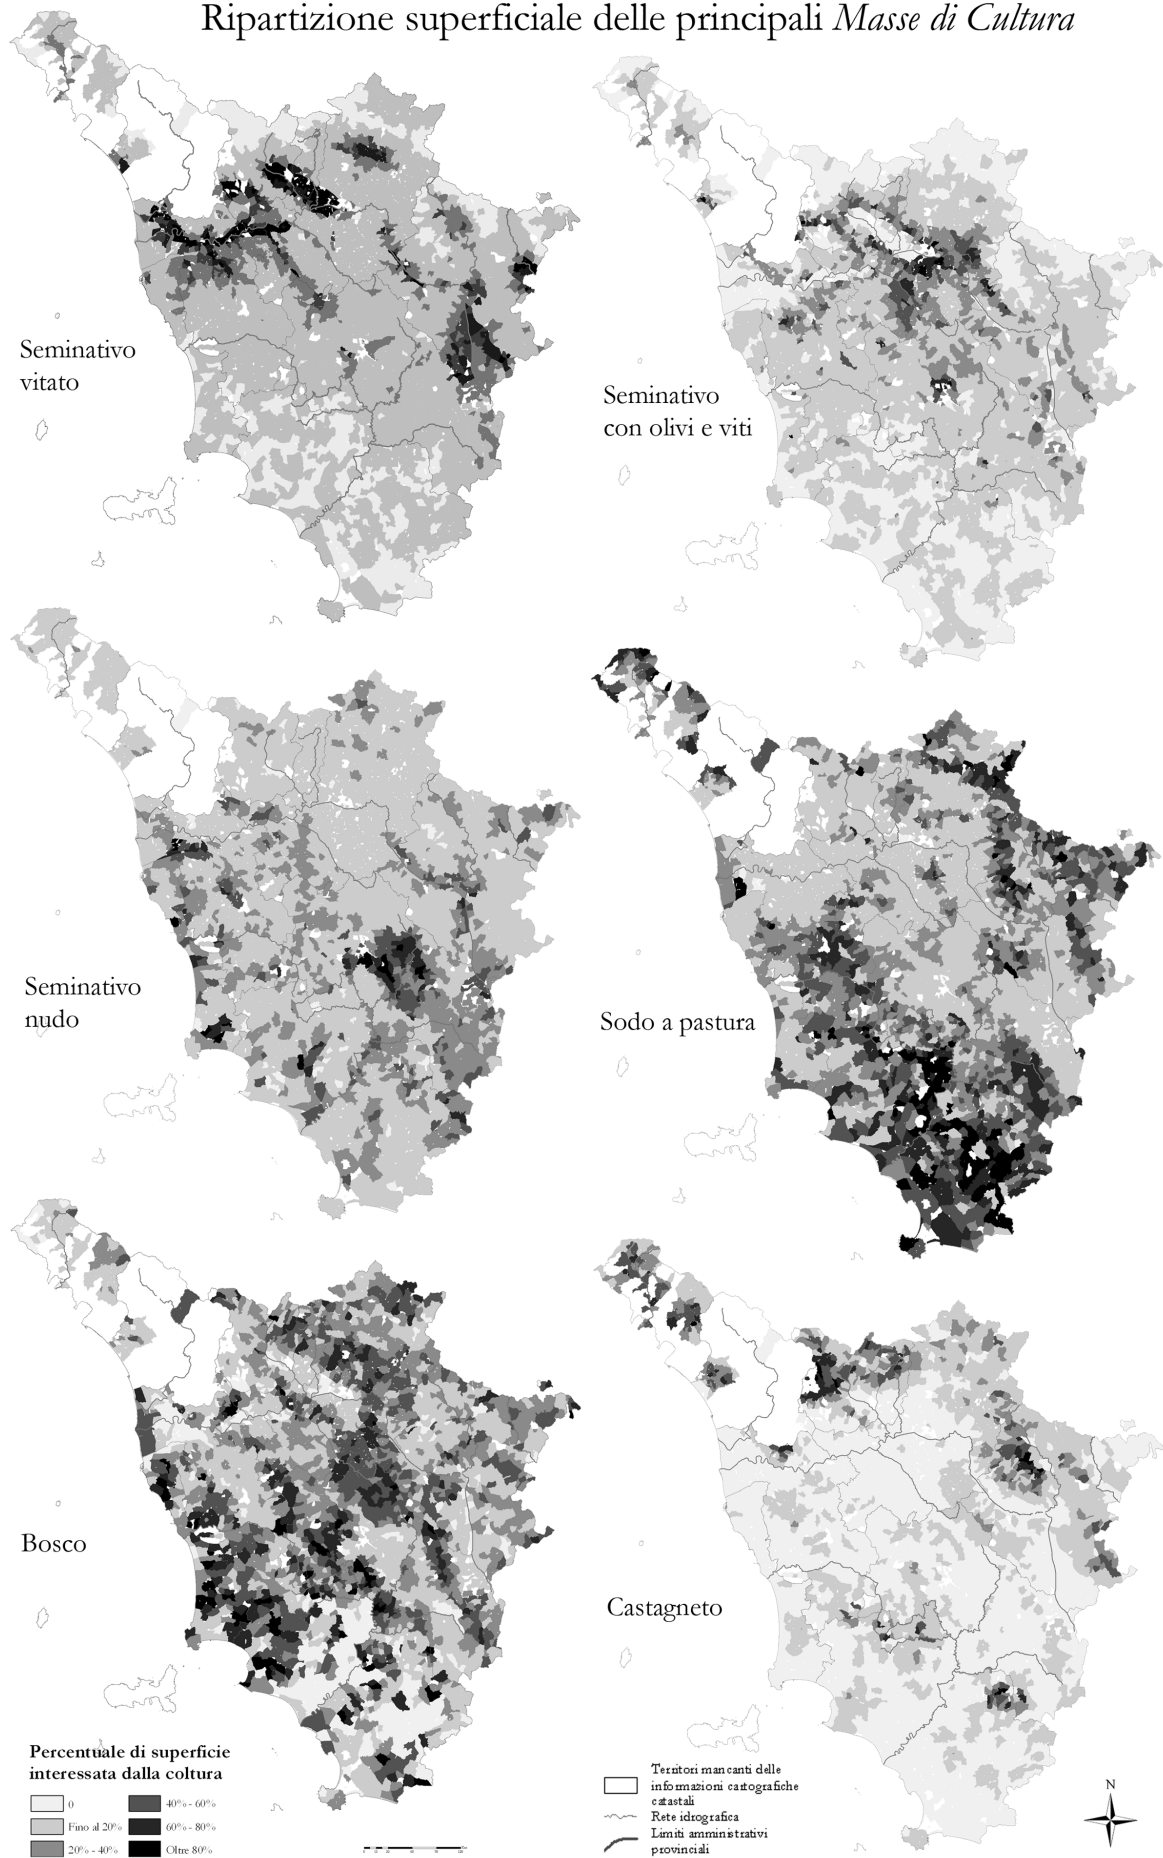 Ripartizione superficiale delle principali Masse di Cultura
Seminativo
vitato
Seminativo
con olivi e viti
Seminativo
nudo
Sodo a pastura
Bosco
Castagneto
Percentuale di superficie
interessata dalla coltura
0
Fino al 20%
20% - 40%
40% - 60%
60% - 80%
Oltre 80%
Territori mancanti delle
informazioni cartografiche
catastali
Rete idrografica
Limiti amministrativi
provinciali
N